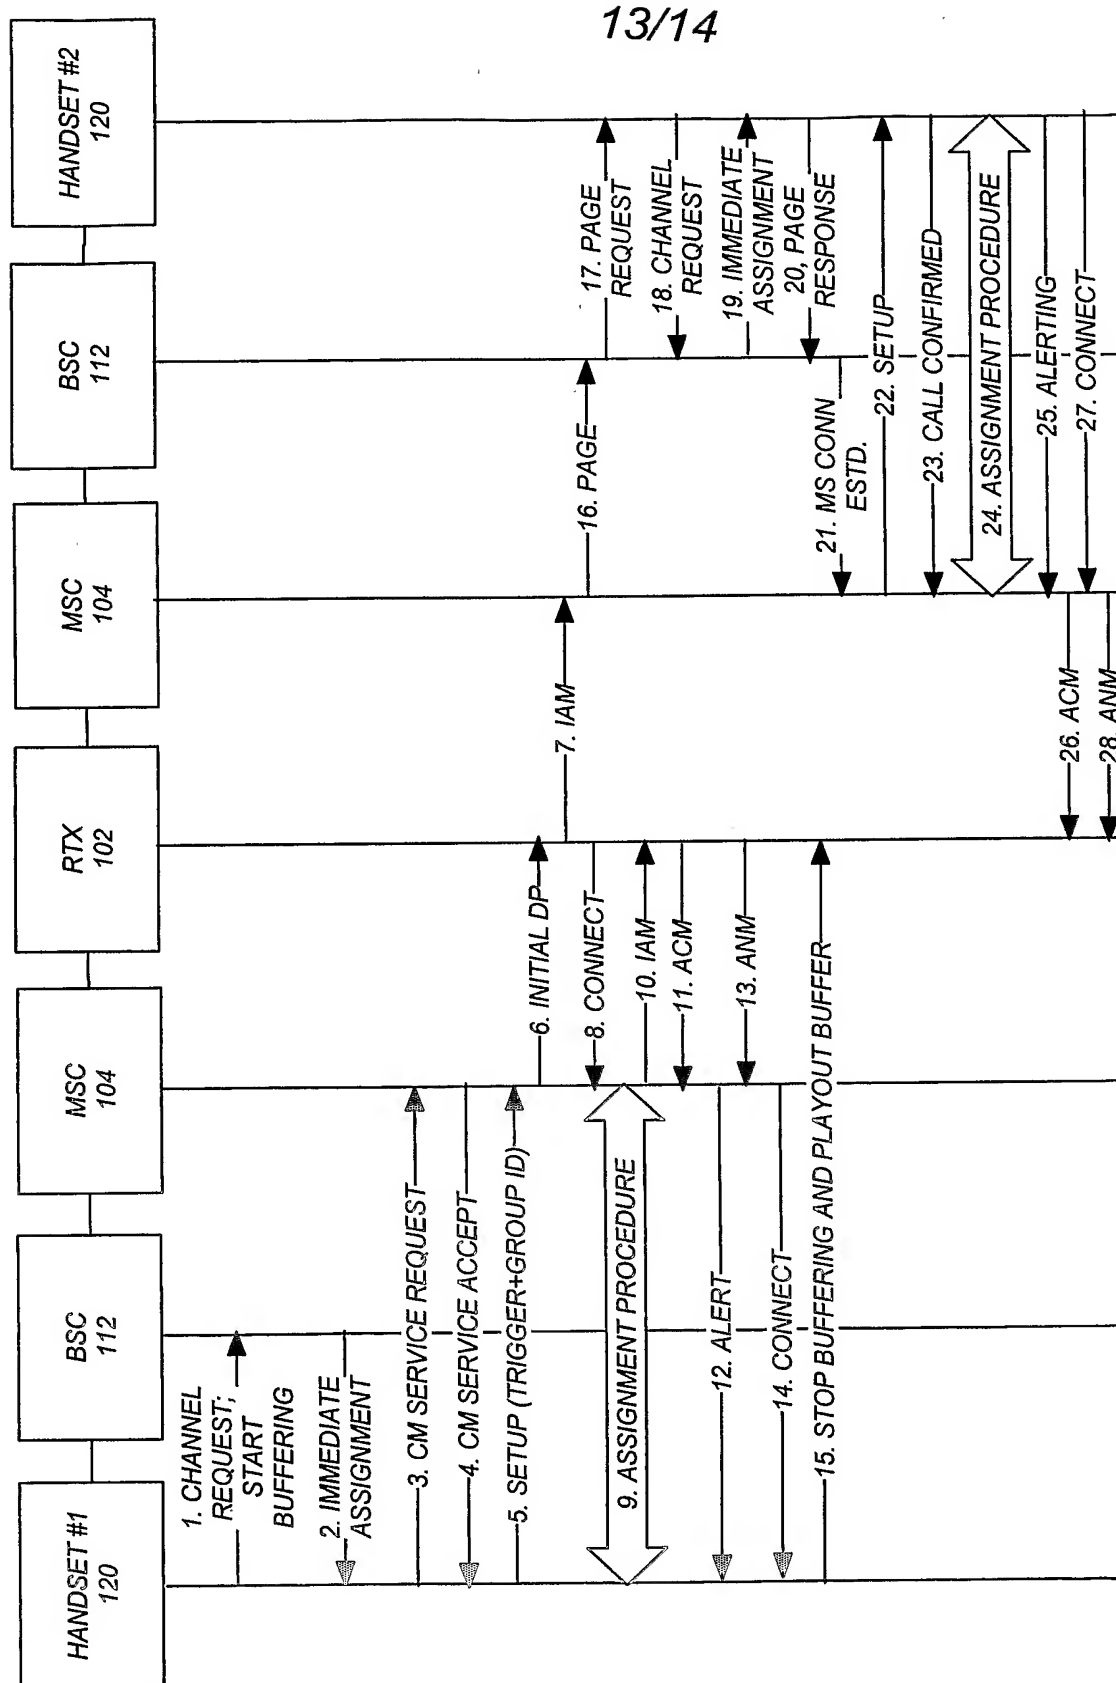 13/14
HANDSET #1
120
BSC
112
MSC
104
RTX
102
MSC
104
BSC
112
HANDSET #2
120
1. CHANNEL
REQUEST;
START
BUFFERING
2. IMMEDIATE
ASSIGNMENT
3. CM SERVICE REQUEST
4. CM SERVICE ACCEPT
5. SETUP (TRIGGER+GROUP ID)
6. INITIAL DP
7. IAM
8. CONNECT
9. ASSIGNMENT PROCEDURE
10. IAM
11. ACM
12. ALERT
13. ANM
14. CONNECT
15. STOP BUFFERING AND PLAYOUT BUFFER
16. PAGE
17. PAGE
REQUEST
18. CHANNEL
REQUEST
19. IMMEDIATE
ASSIGNMENT
20, PAGE
RESPONSE
21. MS CONN
ESTD.
22. SETUP
23. CALL CONFIRMED
24. ASSIGNMENT PROCEDURE
25. ALERTING
26. ACM
27. CONNECT
28. ANM